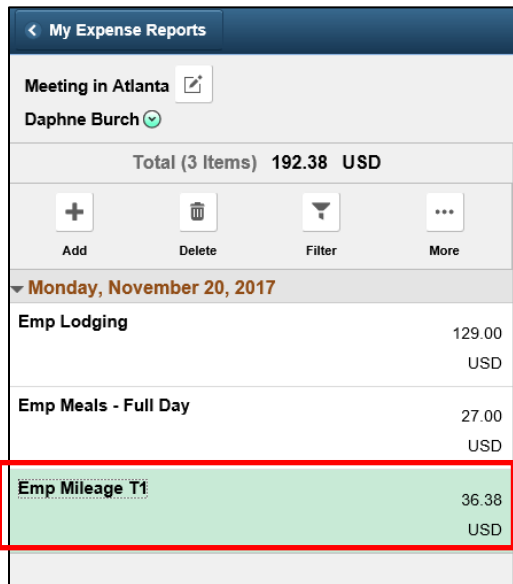 My Expense Reports
Meeting in Atlanta
Daphne Burch
Total (3 Items) 192.38 USD
Add Delete Filter More
Monday, November 20, 2017
Emp Lodging
129.00
USD
Emp Meals - Full Day
27.00
USD
Emp Mileage T1
36.38
USD